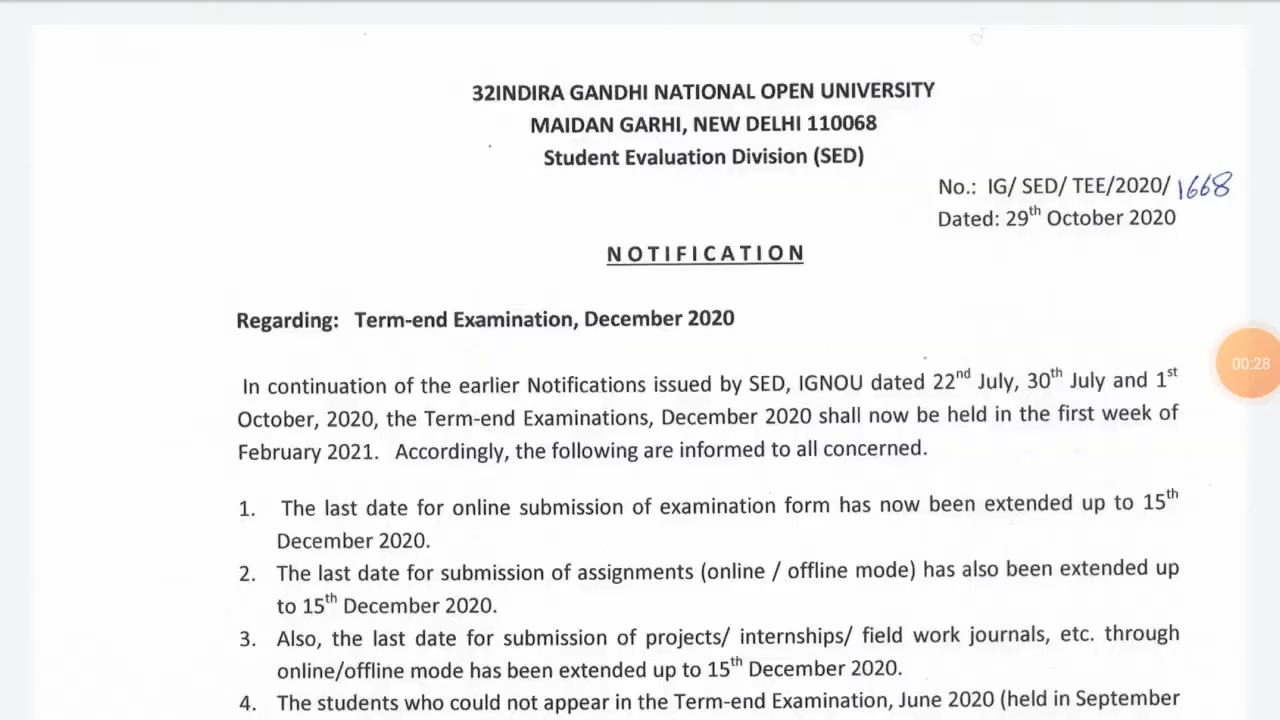 32INDIRA GANDHI NATIONAL OPEN UNIVERSITY
MAIDAN GARHI, NEW DELHI 110068
Student Evaluation Division (SED)
No.: IG/ SED/ TEE/2020/ 1668
Dated: 29th October 2020
NOTIFICATION
Regarding: Term-end Examination, December 2020
In continuation of the earlier Notifications issued by SED, IGNOU dated 22nd July, 30th July and 1st
October, 2020, the Term-end Examinations, December 2020 shall now be held in the first week of
February 2021. Accordingly, the following are informed to all concerned.
1. The last date for online submission of examination form has now been extended up to 15th
December 2020.
2. The last date for submission of assignments (online / offline mode) has also been extended up
to 15th December 2020.
3. Also, the last date for submission of projects/ internships/ field work journals, etc. through
online/offline mode has been extended up to 15th December 2020.
4. The students who could not appear in the Term-end Examination, June 2020 (held in September
00:28